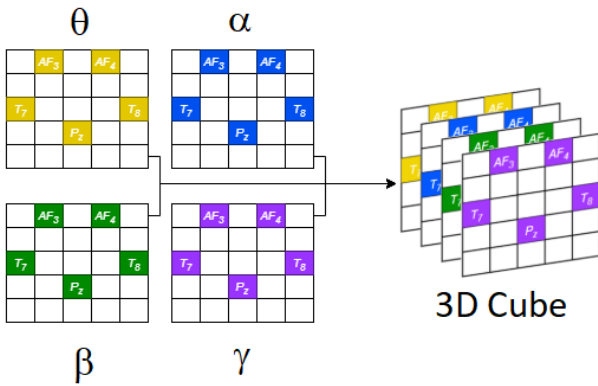 θ α
AF3 AF4 AF3 AF4
T7 T8 T7 T8
Pz Pz
AF3 AF4 AF3 AF4
T7 T8 T7 T8
Pz Pz
β γ
AF3 AF4
T7 T8
Pz
3D Cube